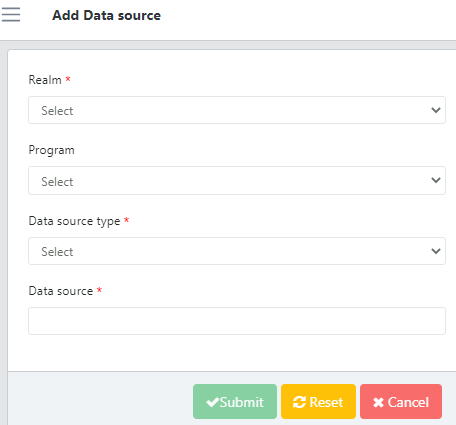 Add Data source
Realm *
Select
Program
Select
Data source type *
Select
Data source *
Submit Reset Cancel